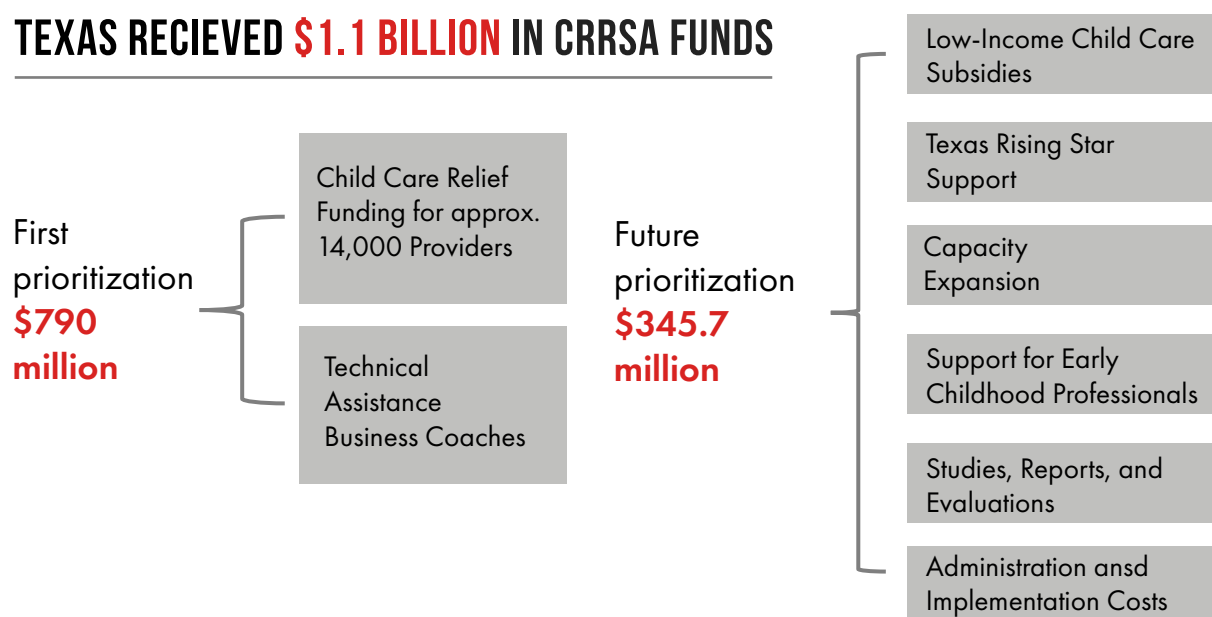 TEXAS RECIEVED $1.1 BILLION IN CRRSA FUNDS
First
prioritization
$790
million
Child Care Relief
Funding for approx.
14,000 Providers
Technical
Assistance
Business Coaches
Future
prioritization
$345.7
million
Low-Income Child Care
Subsidies
Texas Rising Star
Support
Capacity
Expansion
Support for Early
Childhood Professionals
Studies, Reports, and
Evaluations
Administration ansd
Implementation Costs